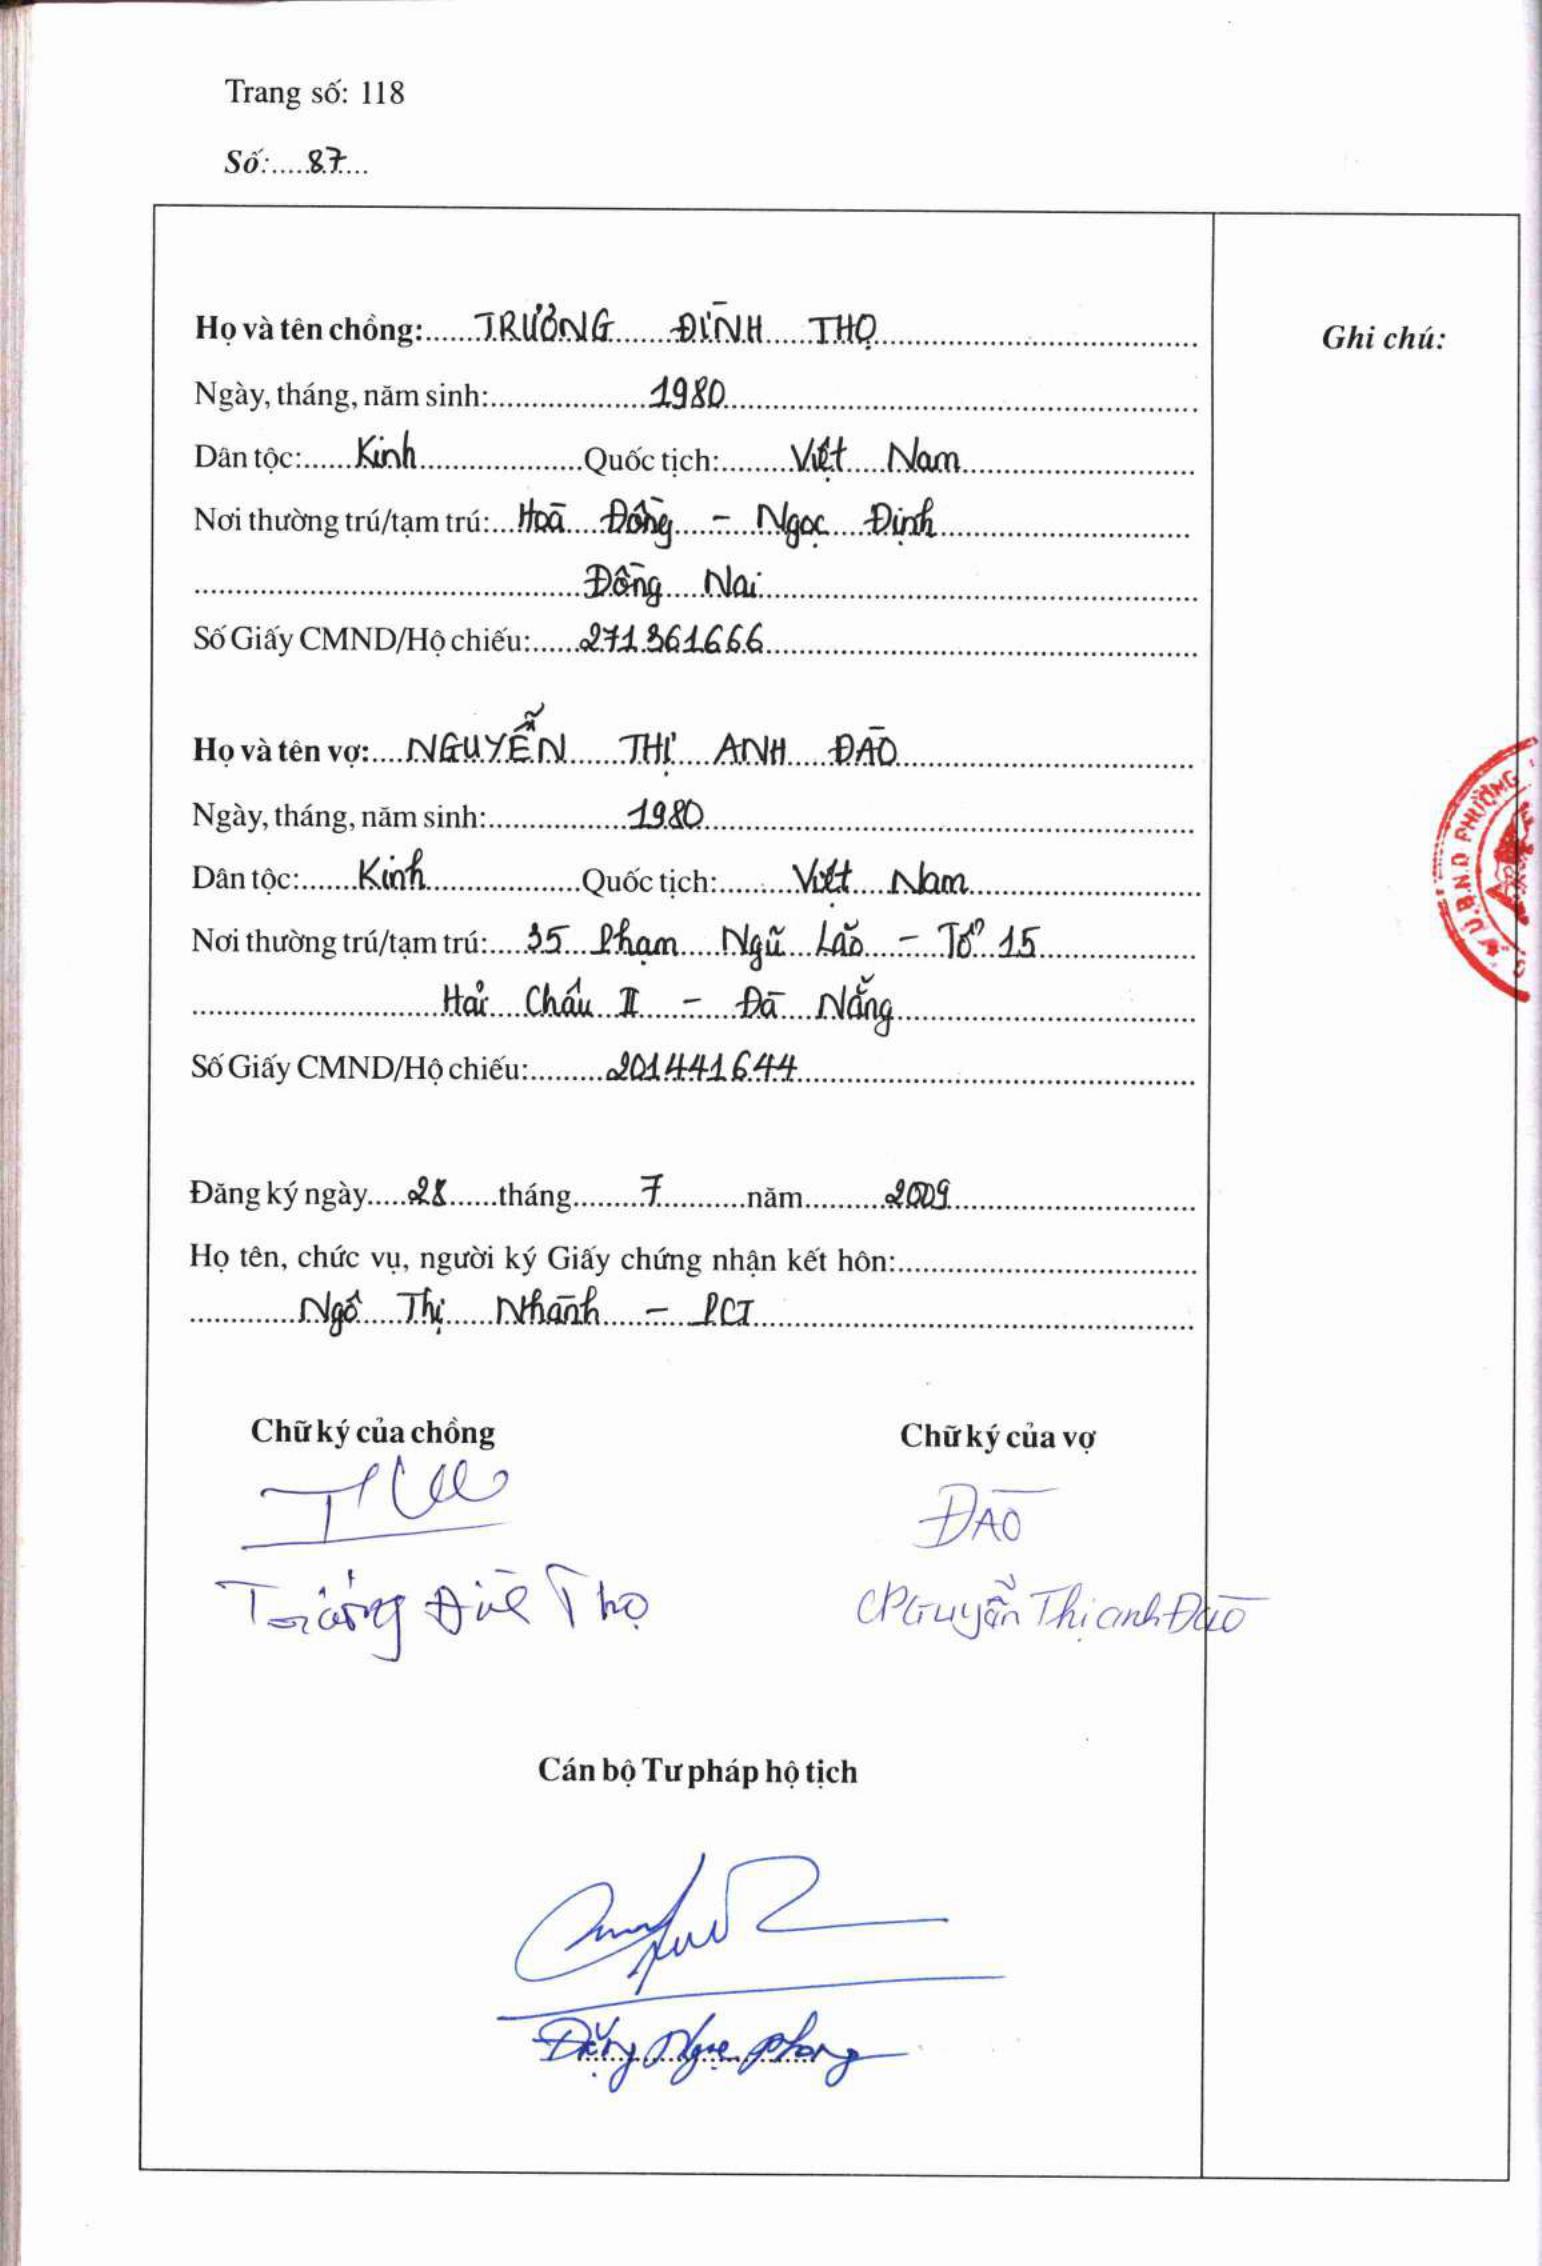 Trang số: 118
Số: 87
Họ và tên chồng: TRƯƠNG ĐÌNH THỌ
Ghi chú:
Ngày, tháng, năm sinh: 1980
Dân tộc: Kinh Quốc tịch: Việt Nam
Nơi thường trú/tạm trú: Hoà Đồng - Ngọc Định
Đồng Nai
Số Giấy CMND/Hộ chiếu: 271361666
Họ và tên vợ: NGUYỄN THỊ ANH ĐÀO
Ngày, tháng, năm sinh: 1980
Dân tộc: Kinh Quốc tịch: Việt Nam
Nơi thường trú/tạm trú: 35 Phạm Ngũ Lão - Tổ 15
Hải Châu II - Đà Nẵng
Số Giấy CMND/Hộ chiếu: 201441644
Đăng ký ngày 28 tháng 7 năm 2009
Họ tên, chức vụ, người ký Giấy chứng nhận kết hôn:
Ngô Thị Nhành - PCT
Chữ ký của chồng Chữ ký của vợ
ĐÀO
Đình Thọ Nguyễn Thị anh Đào
Cán bộ Tư pháp hộ tịch
Đặng Ngọc Phong
U.B.N.D PHƯỜNG